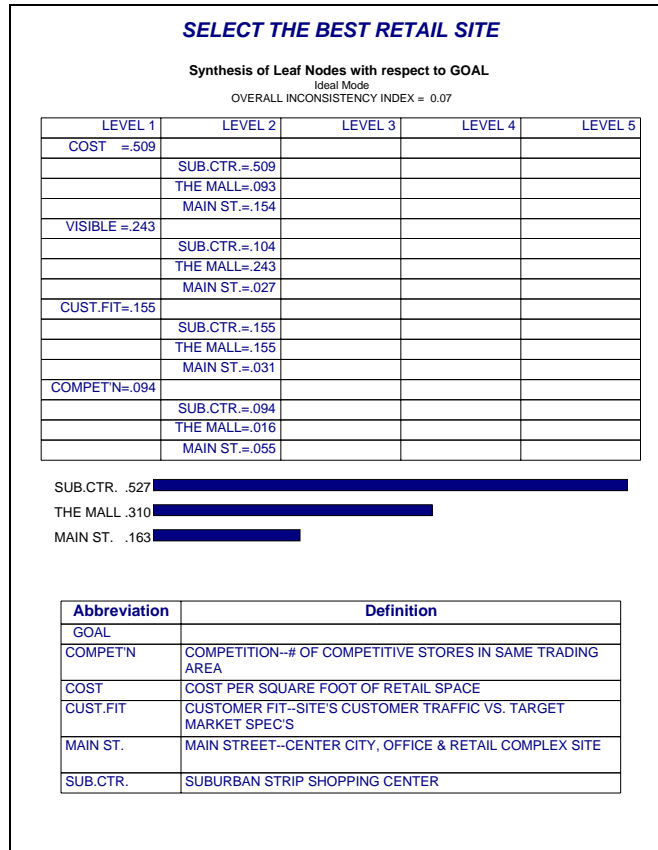 SELECT THE BEST RETAIL SITE
Synthesis of Leaf Nodes with respect to GOAL
Ideal Mode
OVERALL INCONSISTENCY INDEX = 0.07
LEVEL 1 LEVEL 2 LEVEL 3 LEVEL 4 LEVEL 5
COST =.509
SUB.CTR.=.509
THE MALL=.093
MAIN ST.=.154
VISIBLE =.243
SUB.CTR.=.104
THE MALL=.243
MAIN ST.=.027
CUST.FIT=.155
SUB.CTR.=.155
THE MALL=.155
MAIN ST.=.031
COMPET'N=.094
SUB.CTR.=.094
THE MALL=.016
MAIN ST.=.055
SUB.CTR. .527
THE MALL .310
MAIN ST. .163
Abbreviation Definition
GOAL
COMPET'N COMPETITION--# OF COMPETITIVE STORES IN SAME TRADING
AREA
COST COST PER SQUARE FOOT OF RETAIL SPACE
CUST.FIT CUSTOMER FIT--SITE'S CUSTOMER TRAFFIC VS. TARGET
MARKET SPEC'S
MAIN ST. MAIN STREET--CENTER CITY, OFFICE & RETAIL COMPLEX SITE
SUB.CTR. SUBURBAN STRIP SHOPPING CENTER